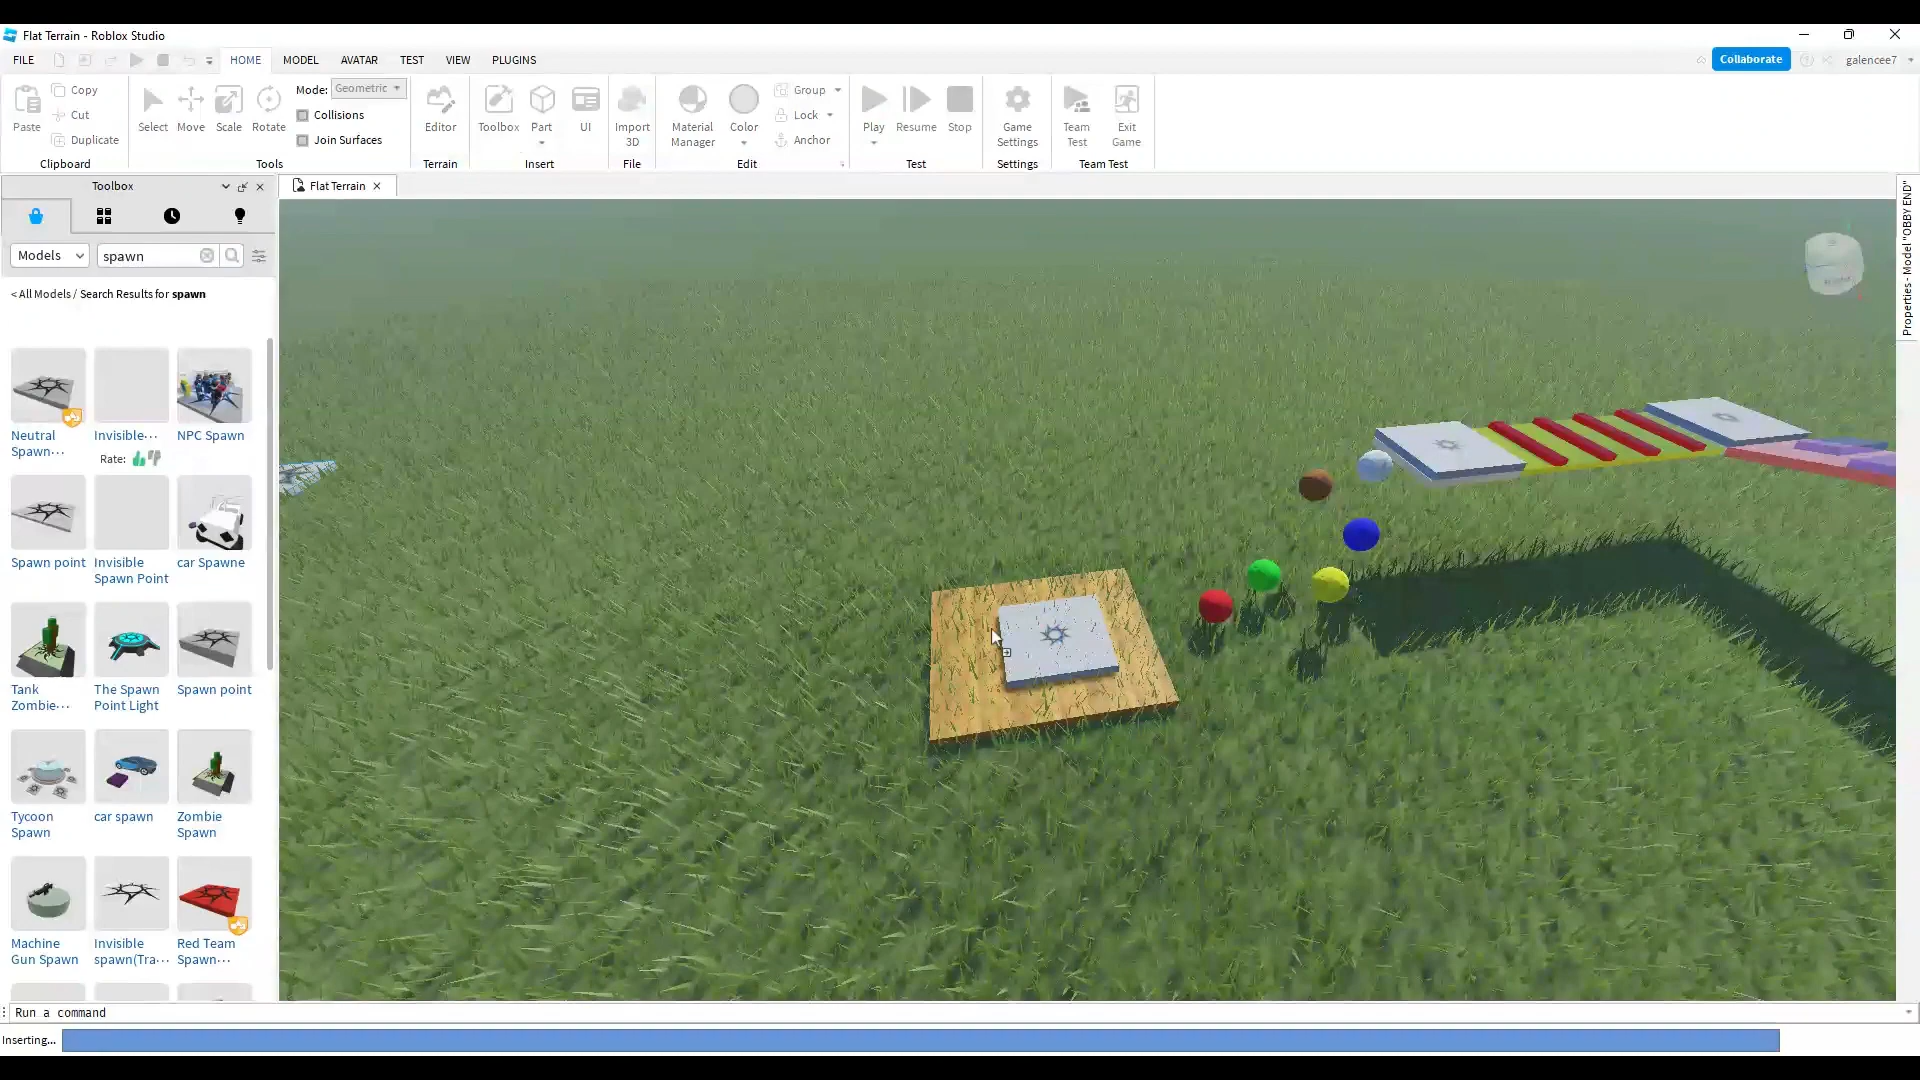 Flat Terrain - Roblox Studio
FILE
HOME
MODEL
AVATAR
TEST
VIEW
PLUGINS
Collaborate
galencee7
Paste
Copy
Cut
Duplicate
Clipboard
Select
Move
Scale
Rotate
Mode: Geometric
Collisions
Join Surfaces
Tools
Editor
Terrain
Toolbox
Part
UI
Insert
Import
3D
File
Material
Manager
Color
Group
Lock
Anchor
Edit
Play
Resume
Stop
Test
Game
Settings
Settings
Team
Test
Exit
Game
Team Test
Toolbox
Flat Terrain
Models
spawn
< All Models / Search Results for spawn
Neutral
Spawn···
Invisible···
Rate:
NPC Spawn
Spawn point
Invisible
Spawn Point
car Spawne
Tank
Zombie···
The Spawn
Point Light
Spawn point
Tycoon
Spawn
car spawn
Zombie
Spawn
Machine
Gun Spawn
Invisible
spawn(Tra···
Red Team
Spawn···
Properties - Model "OBBY END"
Run a command
Inserting...